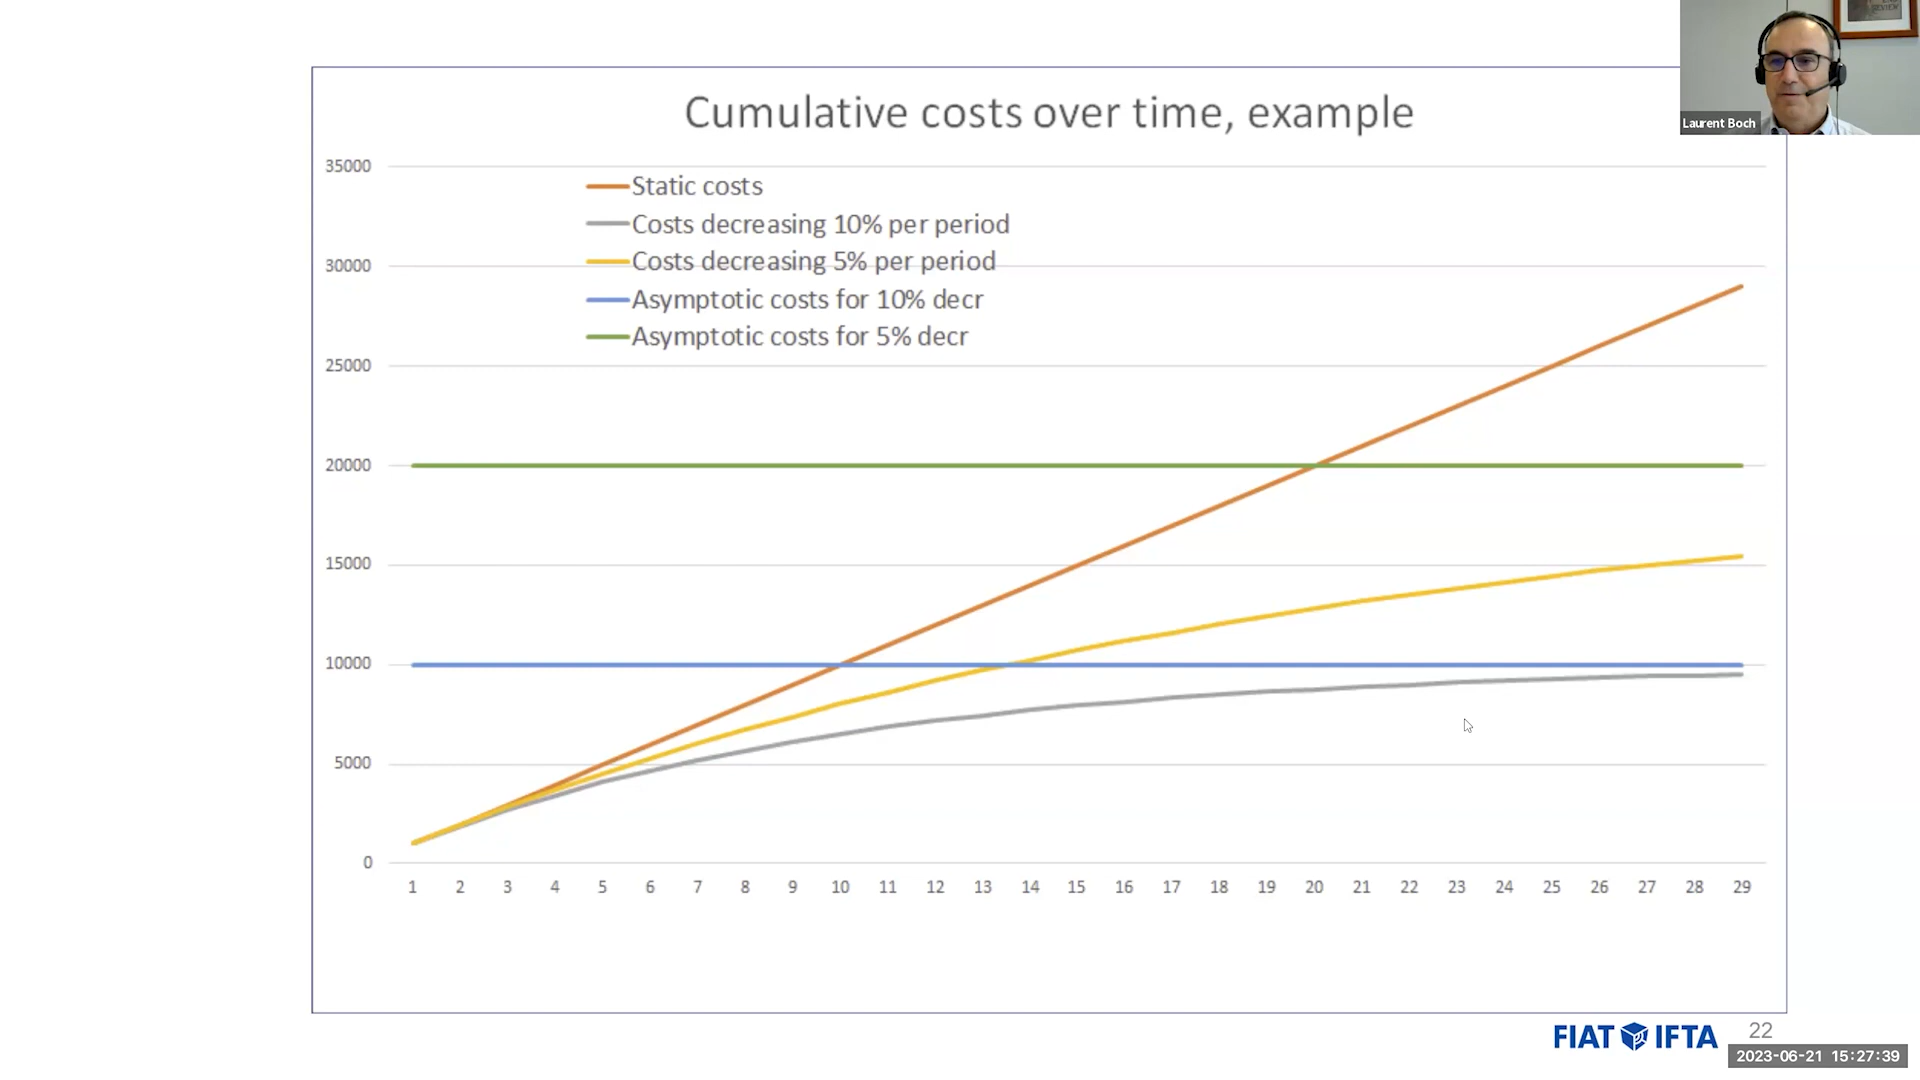 REVIEW
Laurent Boch
Cumulative costs over time, example
35000
30000
25000
20000
15000
10000
5000
0
Static costs
Costs decreasing 10% per period
Costs decreasing 5% per period
Asymptotic costs for 10% decr
Asymptotic costs for 5% decr
1 2 3 4 5 6 7 8 9 10 11 12 13 14 15 16 17 18 19 20 21 22 23 24 25 26 27 28 29
FIAT IFTA
22
2023-06-21 15:27:39